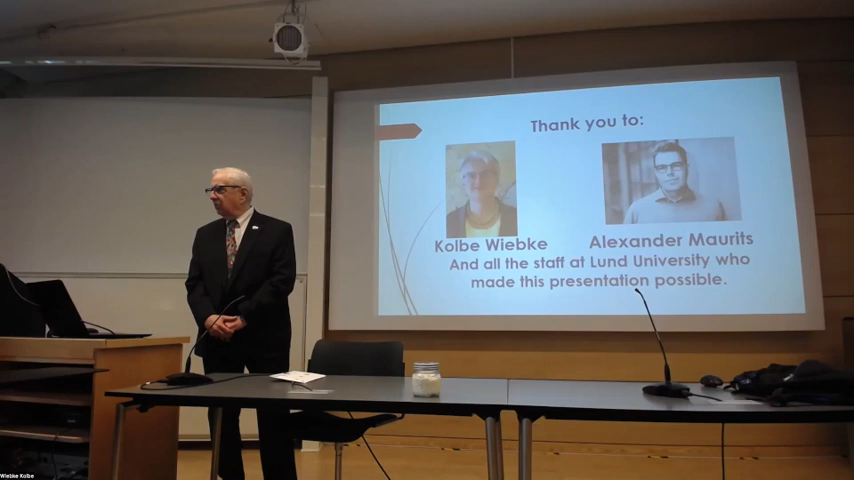 Thank you to:
Kolbe Wiebke
Alexander Maurits
And all the staff at Lund University who
made this presentation possible.
Wiebke Kolbe